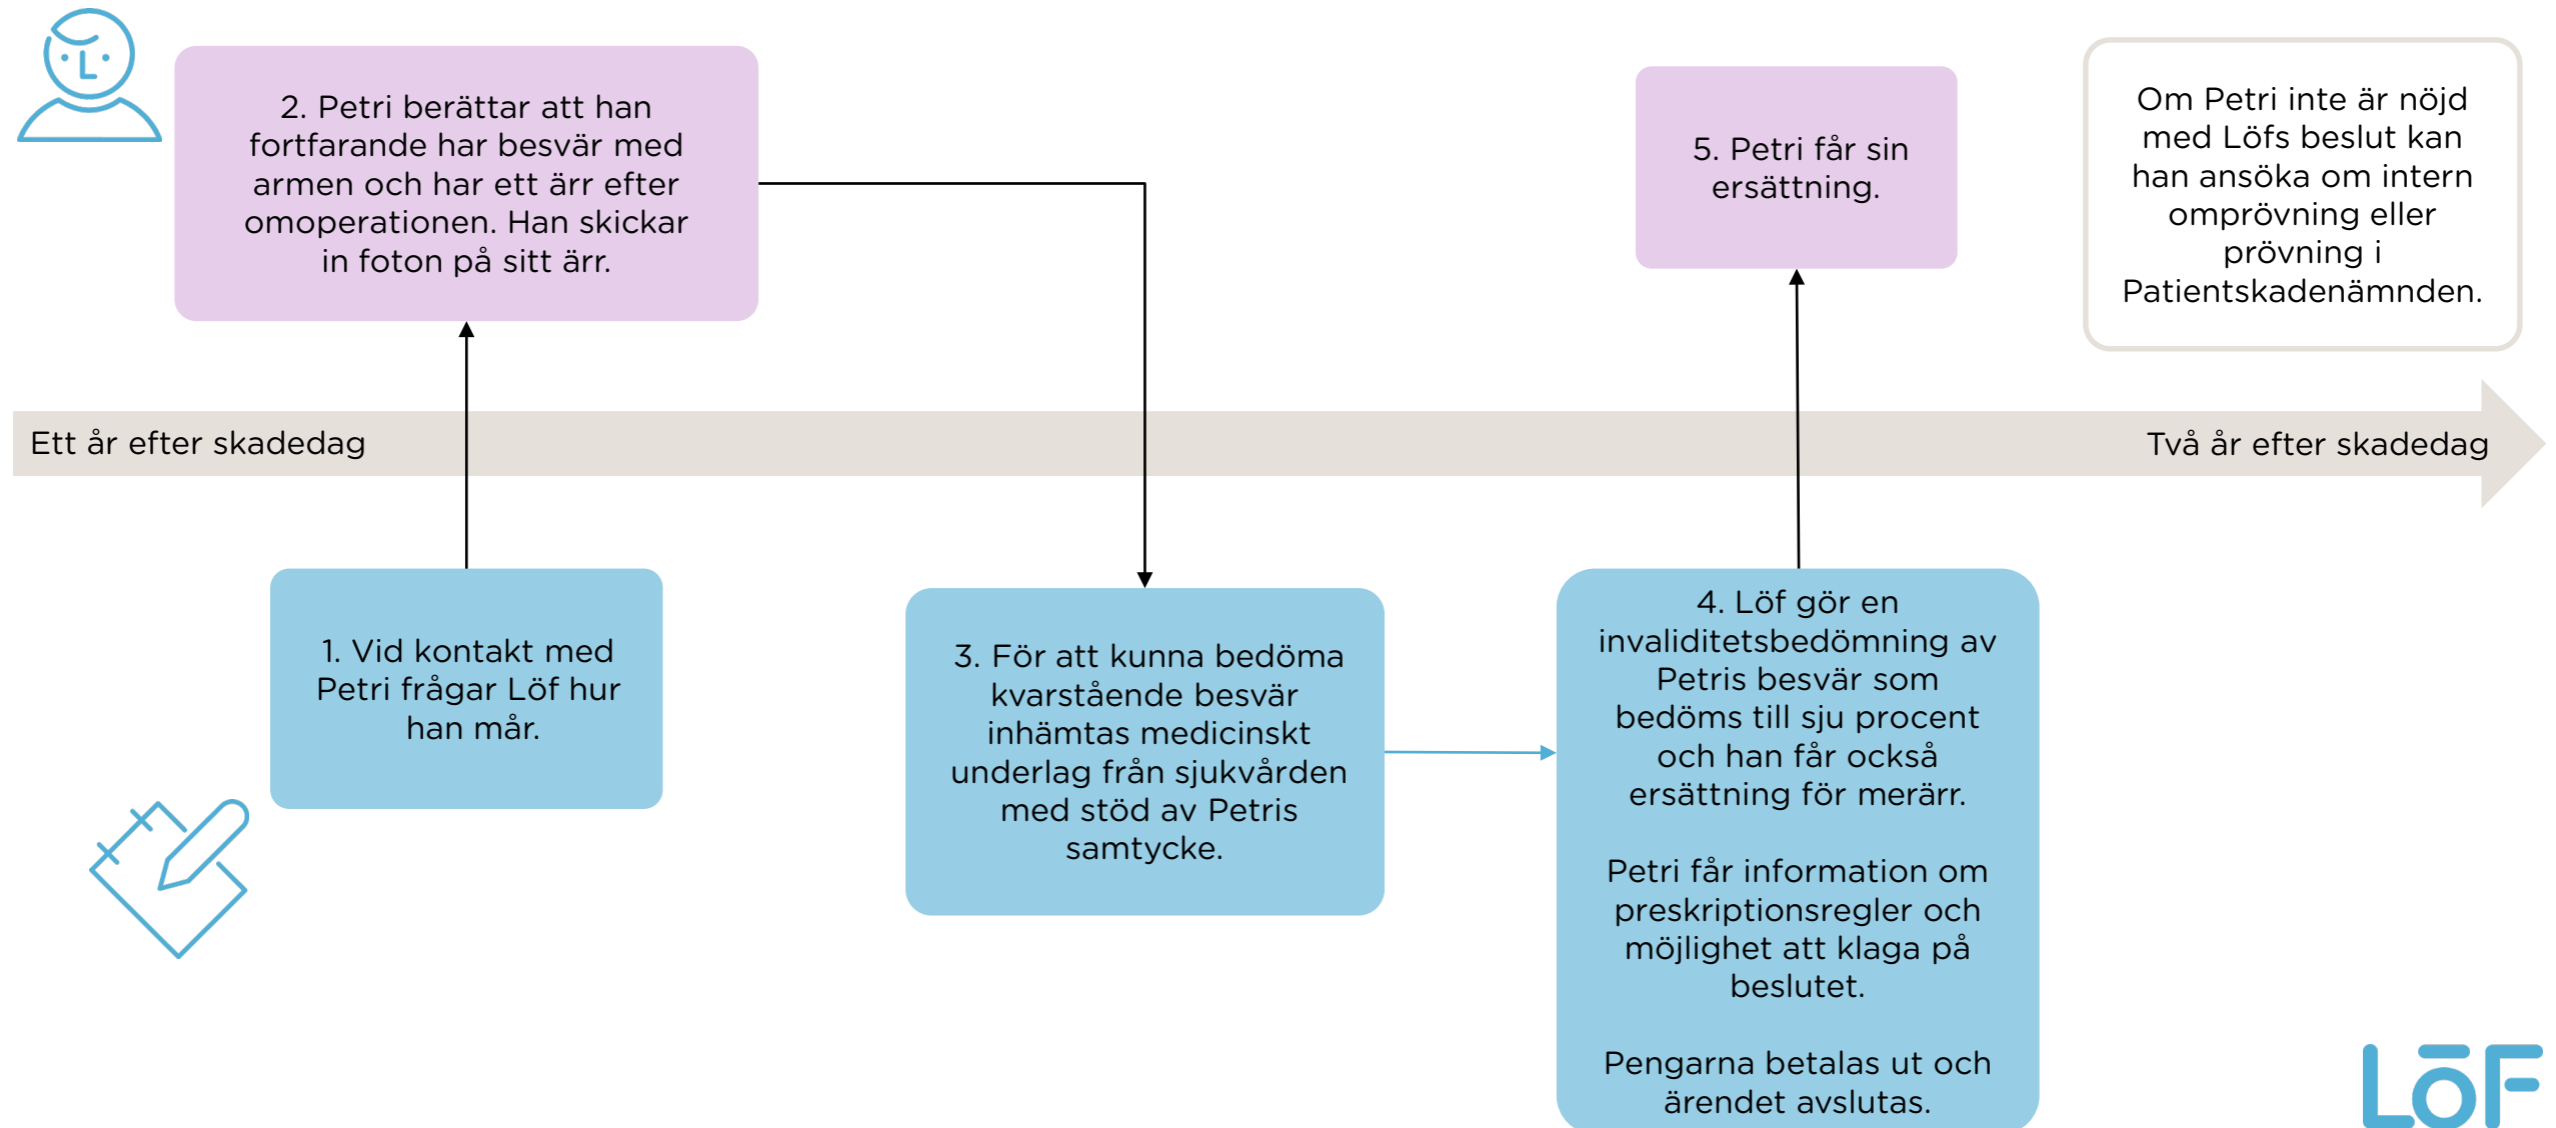 2. Petri berättar att han
fortfarande har besvär med
armen och har ett ärr efter
omoperationen. Han skickar
in foton på sitt ärr.
5. Petri får sin
ersättning.
Om Petri inte är nöjd
med Löfs beslut kan
han ansöka om intern
omprövning eller
prövning i
Patientskadenämnden.
Ett år efter skadedag
Två år efter skadedag
1. Vid kontakt med
Petri frågar Löf hur
han mår.
3. För att kunna bedöma
kvarstående besvär
inhämtas medicinskt
underlag från sjukvården
med stöd av Petris
samtycke.
4. Löf gör en
invaliditetsbedömning av
Petris besvär som
bedöms till sju procent
och han får också
ersättning för merärr.
Petri får information om
preskriptionsregler och
möjlighet att klaga på
beslutet.
Pengarna betalas ut och
ärendet avslutas.
LöF